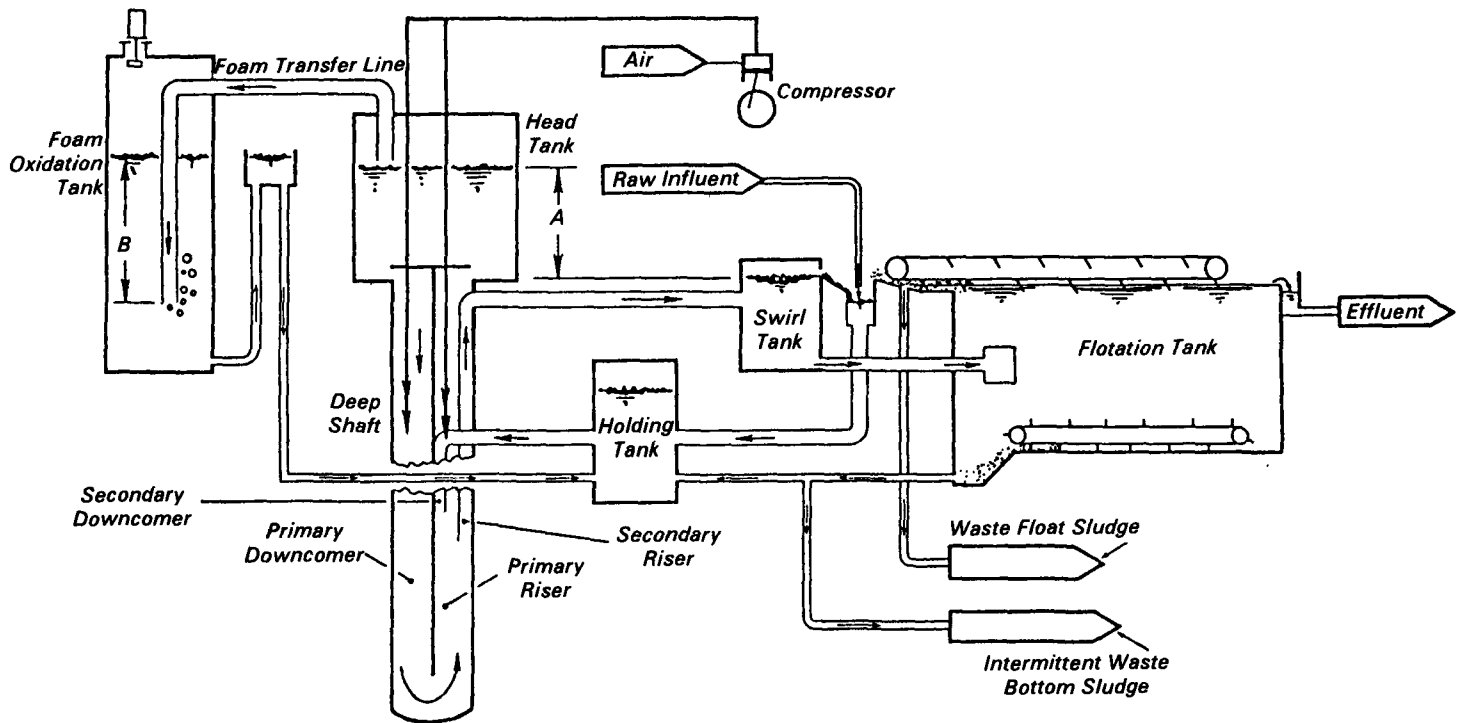 Foam Transfer Line
Air
Compressor
Foam
Oxidation
Tank
Head
Tank
Raw Influent
A
B
Swirl
Tank
Effluent
Flotation Tank
Deep
Shaft
Holding
Tank
Secondary
Downcomer
Primary
Downcomer
Secondary
Riser
Primary
Riser
Waste Float Sludge
Intermittent Waste
Bottom Sludge